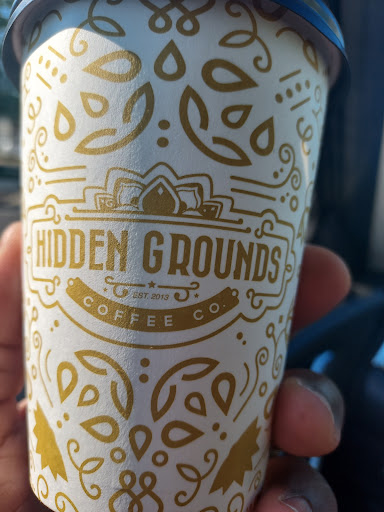 HIDDEN GROUNDS
EST. 2013
COFFEE CO.